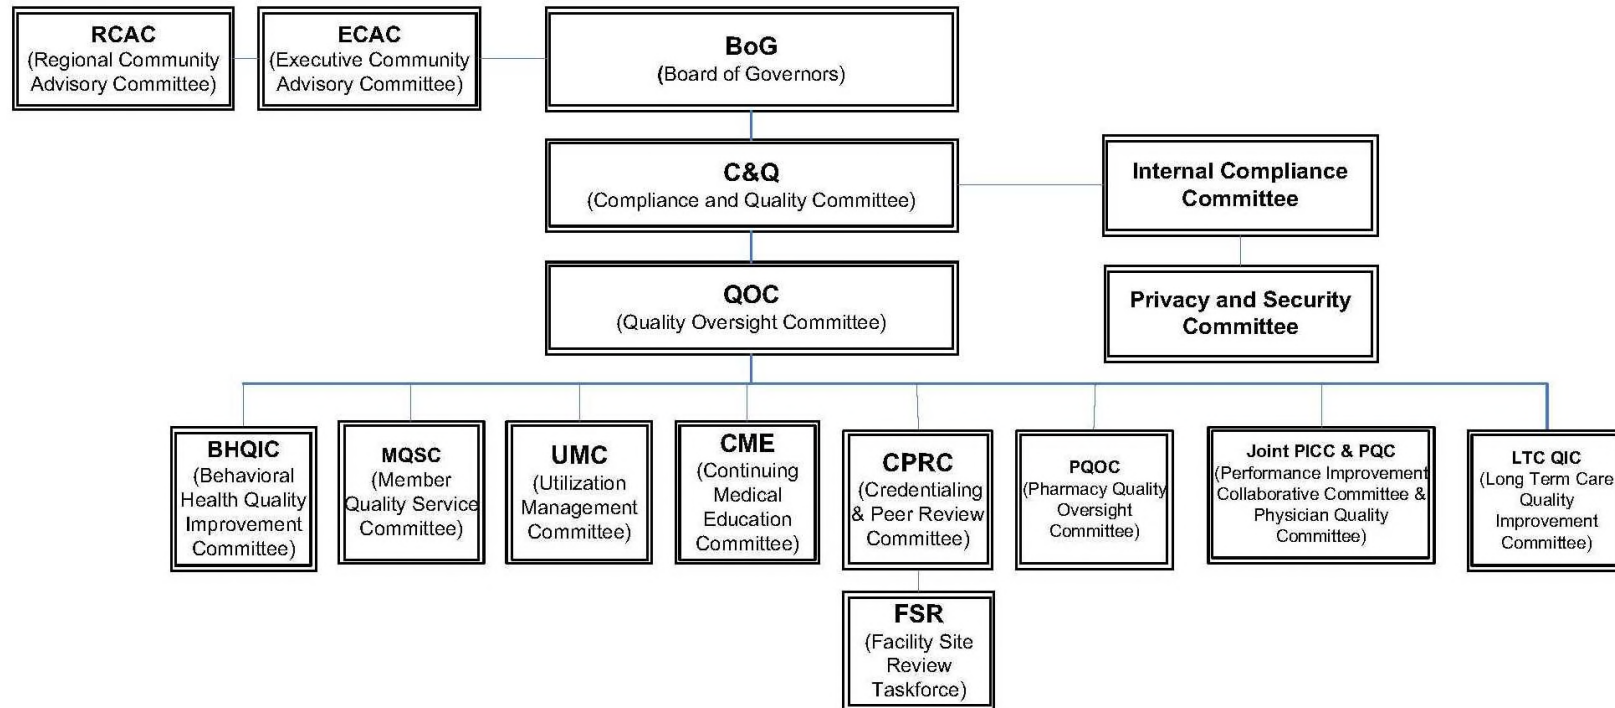 RCAC
(Regional Community
Advisory Committee)
ECAC
(Executive Community
Advisory Committee)
BoG
(Board of Governors)
C&Q
(Compliance and Quality Committee)
Internal Compliance
Committee
QOC
(Quality Oversight Committee)
Privacy and Security
Committee
BHQIC
(Behavioral
Health Quality
Improvement
Committee)
MQSC
(Member
Quality Service
Committee)
UMC
(Utilization
Management
Committee)
CME
(Continuing
Medical
Education
Committee)
CPRC
(Credentialing
& Peer Review
Committee)
PQOC
(Pharmacy Quality
Oversight
Committee)
Joint PICC & PQC
(Performance Improvement
Collaborative Committee &
Physician Quality
Committee)
LTC QIC
(Long Term Care
Quality
Improvement
Committee)
FSR
(Facility Site
Review
Taskforce)